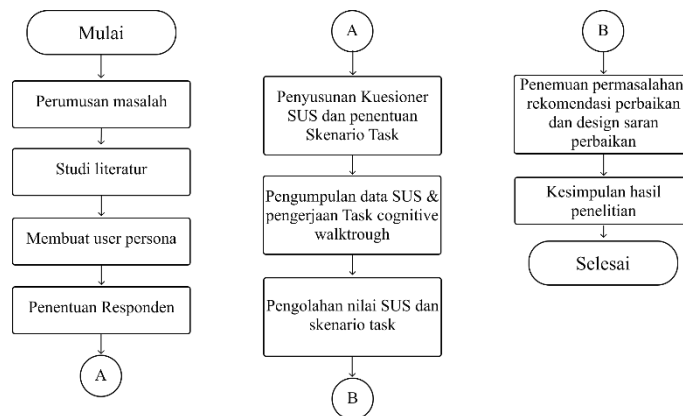 Mulai
Perumusan masalah
Studi literatur
Membuat user persona
Penentuan Responden
A
A
Penyusunan Kuesioner
SUS dan penentuan
Skenario Task
Pengumpulan data SUS &
pengerjaan Task cognitive
walktrough
Pengolahan nilai SUS dan
skenario task
B
B
Penemuan permasalahan
rekomendasi perbaikan
dan design saran
perbaikan
Kesimpulan hasil
penelitian
Selesai